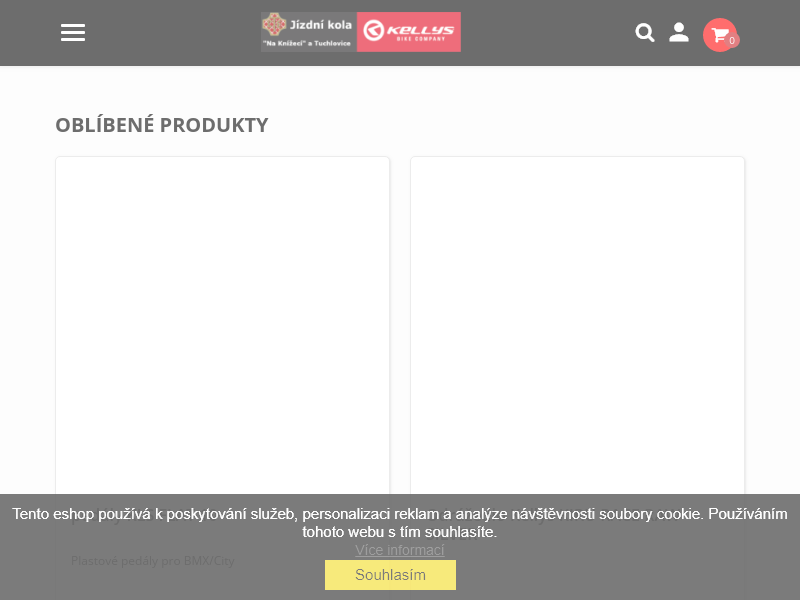 Jízdní kola
"Na Knížecí" a Tuchlovice
KELLYS
BIKE COMPANY
0
OBLÍBENÉ PRODUKTY
Tento eshop používá k poskytování služeb, personalizaci reklam a analýze návštěvnosti soubory cookie. Používáním
tohoto webu s tím souhlasíte.
Více informací
Plastové pedály pro BMX/City
Souhlasím